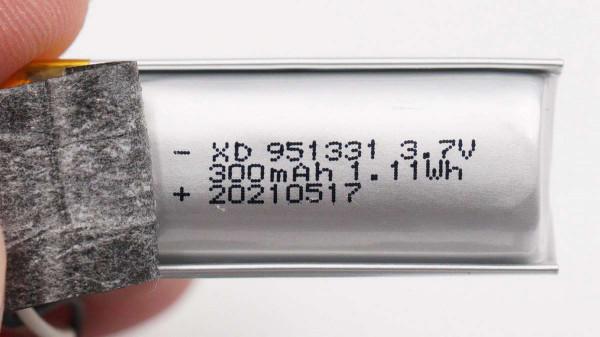 - XD 951331 3.7V
300mAh 1.11Wh
+ 20210517